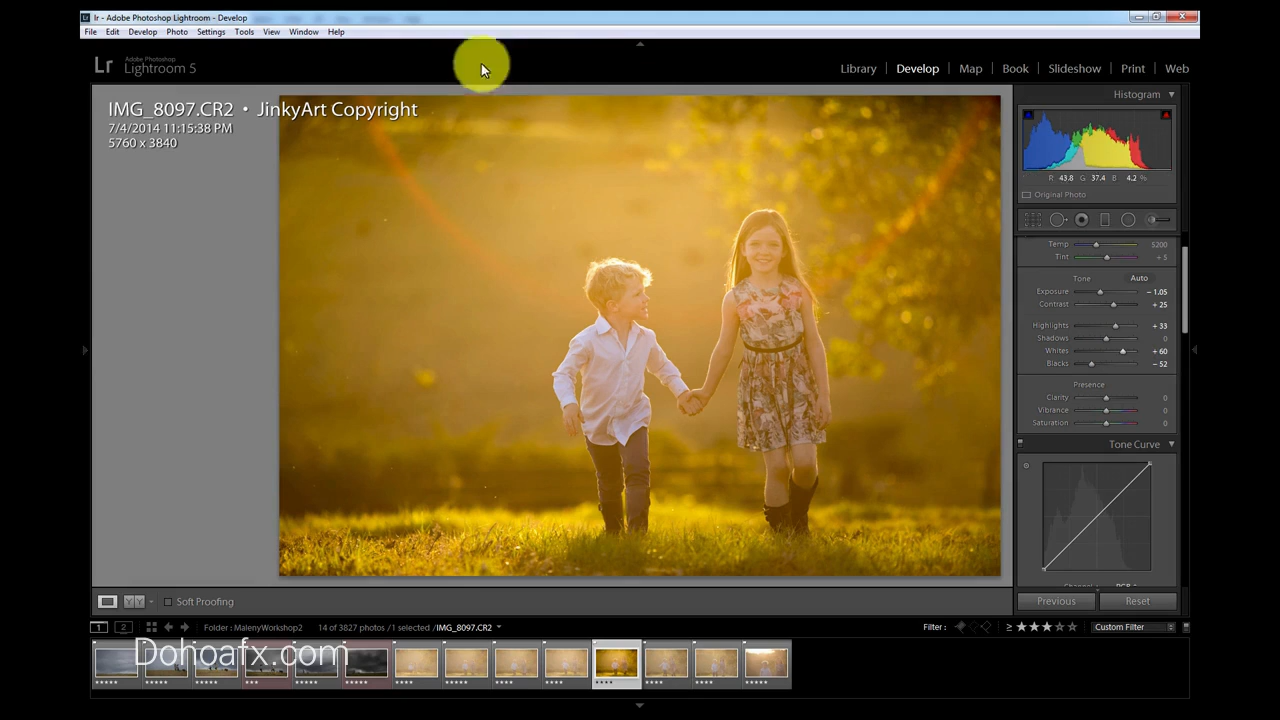 lr - Adobe Photoshop Lightroom - Develop
File Edit Develop Photo Settings Tools View Window Help
Lr Adobe Photoshop
Lightroom 5
Library Develop Map Book Slideshow Print Web
IMG_8097.CR2 • JinkyArt Copyright
7/4/2014 11:15:38 PM
5760 x 3840
Histogram
R 43.8 G 37.4 B 4.2 %
Original Photo
Temp 5200
Tint + 5
Tone Auto
Exposure – 1.05
Contrast + 25
Highlights + 33
Shadows 0
Whites + 60
Blacks – 52
Presence
Clarity 0
Vibrance 0
Saturation 0
Tone Curve
Channel : RGB
Previous Reset
YY Soft Proofing
1 2 Folder : MalenyWorkshop2 14 of 3827 photos / 1 selected / IMG_8097.CR2 Filter : ≥ ★★★☆☆ Custom Filter
Dohoafx.com